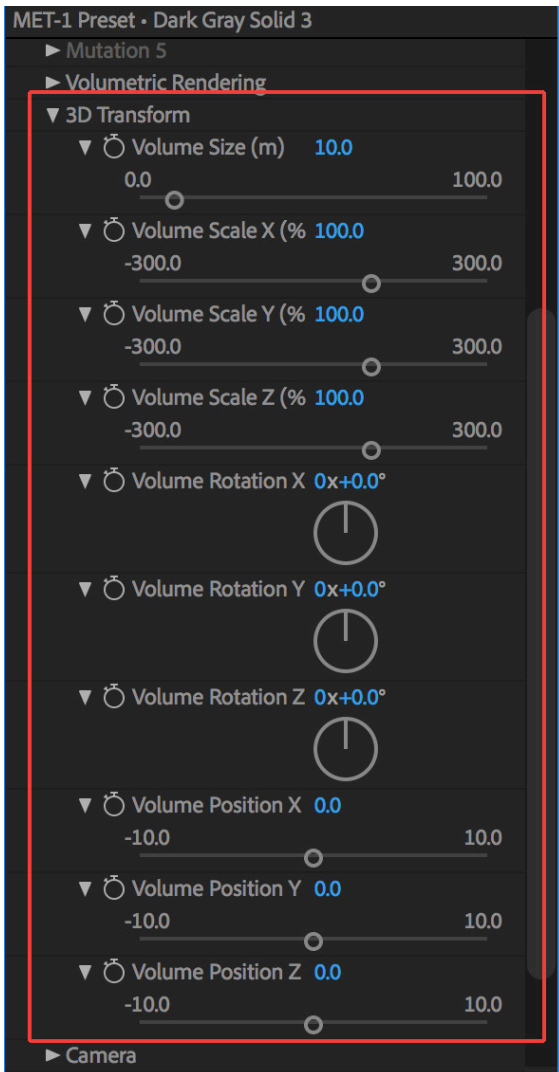 MET-1 Preset • Dark Gray Solid 3
Mutation 5
Volumetric Rendering
3D Transform
Volume Size (m) 10.0
0.0 100.0
Volume Scale X (% 100.0
-300.0 300.0
Volume Scale Y (% 100.0
-300.0 300.0
Volume Scale Z (% 100.0
-300.0 300.0
Volume Rotation X 0x+0.0°
Volume Rotation Y 0x+0.0°
Volume Rotation Z 0x+0.0°
Volume Position X 0.0
-10.0 10.0
Volume Position Y 0.0
-10.0 10.0
Volume Position Z 0.0
-10.0 10.0
Camera